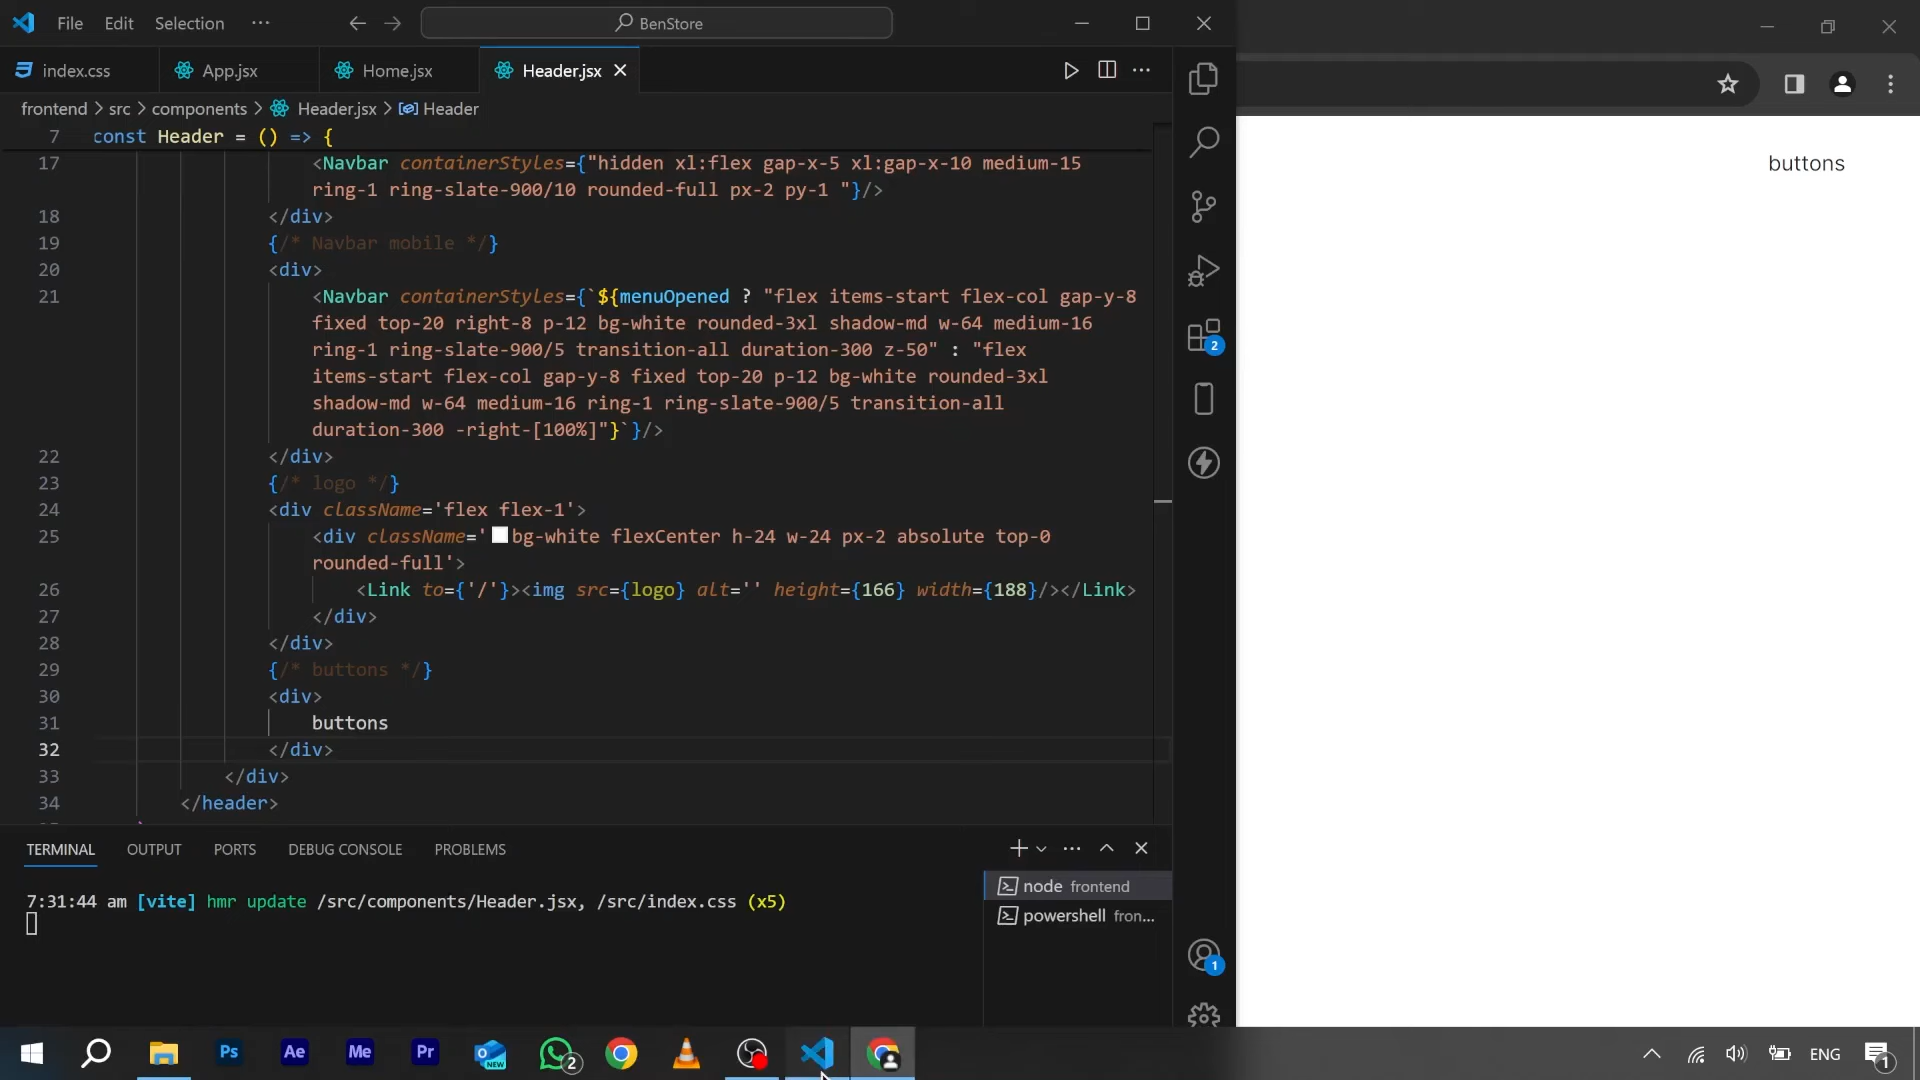 File Edit Selection ··· BenStore
index.css App.jsx Home.jsx Header.jsx
frontend > src > components > Header.jsx > Header
7 const Header = () => {
17 <Navbar containerStyles={"hidden xl:flex gap-x-5 xl:gap-x-10 medium-15
ring-1 ring-slate-900/10 rounded-full px-2 py-1 "}/>
18 </div>
19 {/* Navbar mobile */}
20 <div>
21 <Navbar containerStyles={`${menuOpened ? "flex items-start flex-col gap-y-8
fixed top-20 right-8 p-12 bg-white rounded-3xl shadow-md w-64 medium-16
ring-1 ring-slate-900/5 transition-all duration-300 z-50" : "flex
items-start flex-col gap-y-8 fixed top-20 p-12 bg-white rounded-3xl
shadow-md w-64 medium-16 ring-1 ring-slate-900/5 transition-all
duration-300 -right-[100%]"}`}/>
22 </div>
23 {/* logo */}
24 <div className='flex flex-1'>
25 <div className='bg-white flexCenter h-24 w-24 px-2 absolute top-0
rounded-full'>
26 <Link to={'/'}><img src={logo} alt='' height={166} width={188}/></Link>
27 </div>
28 </div>
29 {/* buttons */}
30 <div>
31 buttons
32 </div>
33 </div>
34 </header>
buttons
2
TERMINAL OUTPUT PORTS DEBUG CONSOLE PROBLEMS
7:31:44 am [vite] hmr update /src/components/Header.jsx, /src/index.css (x5)
node frontend
powershell fron...
1
Ps Ae Me Pr NEW 2 ENG 1